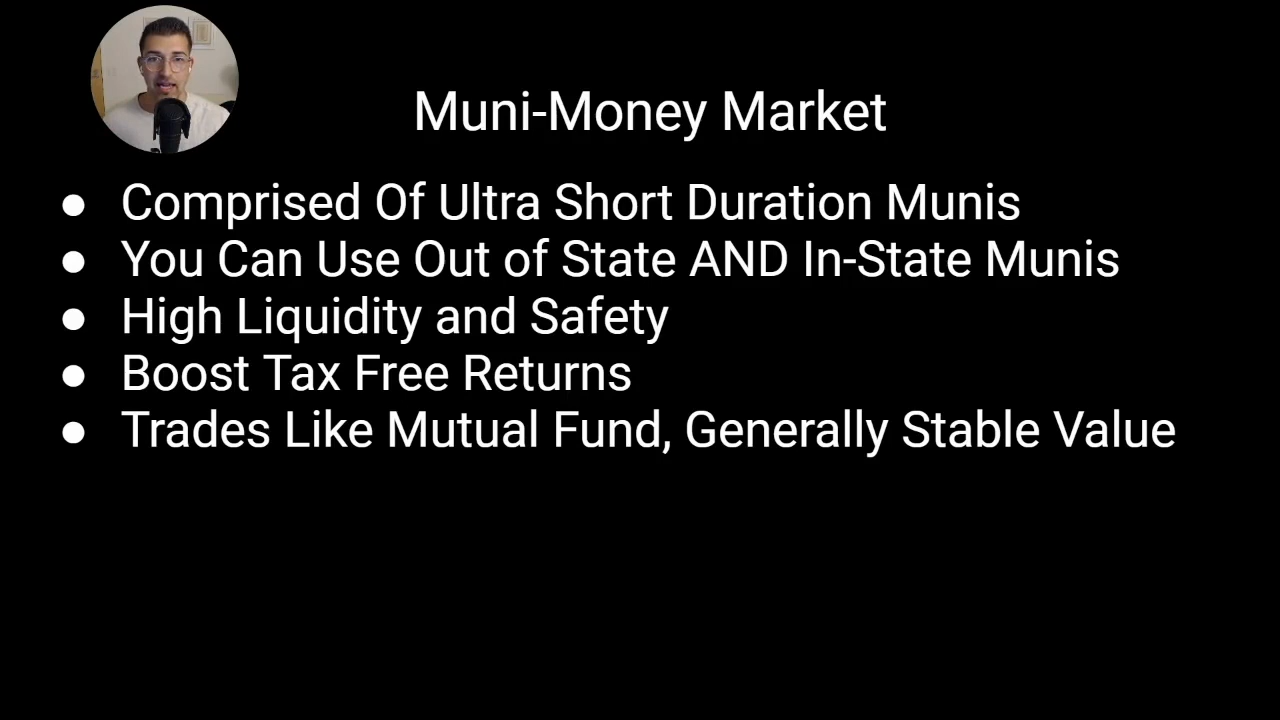 Muni-Money Market
● Comprised Of Ultra Short Duration Munis
● You Can Use Out of State AND In-State Munis
● High Liquidity and Safety
● Boost Tax Free Returns
● Trades Like Mutual Fund, Generally Stable Value